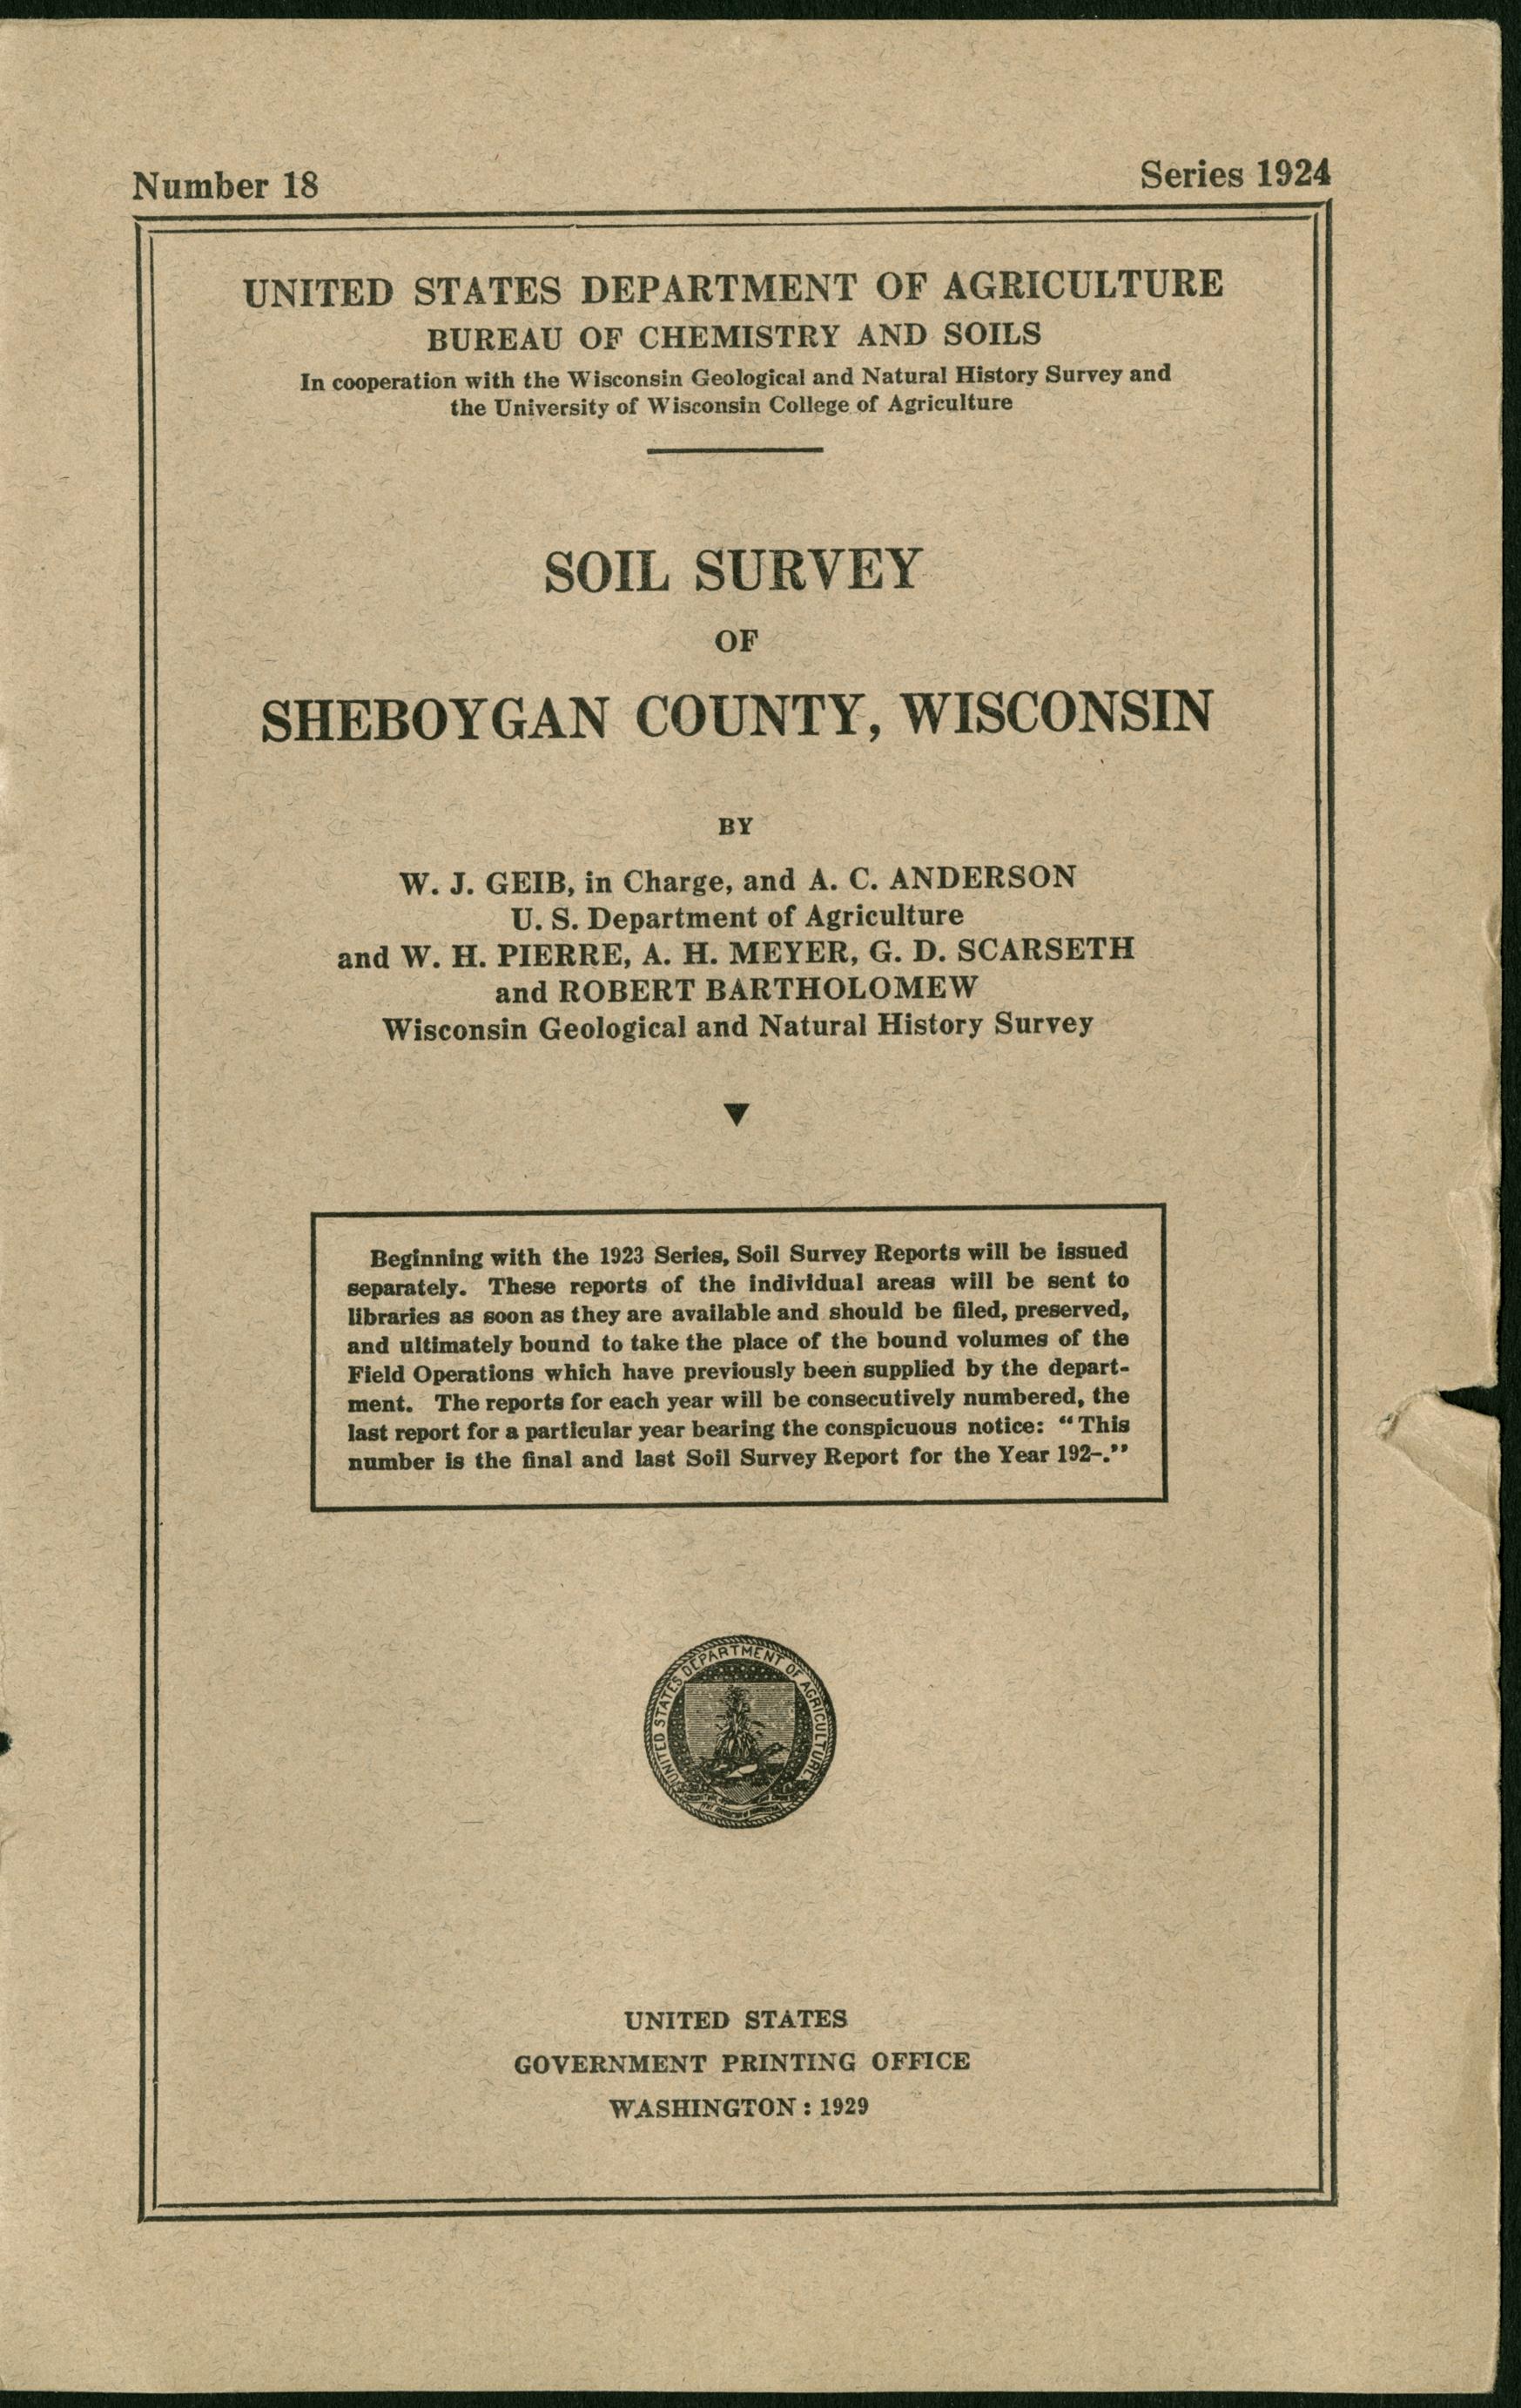 Number 18
Series 1924
UNITED STATES DEPARTMENT OF AGRICULTURE
BUREAU OF CHEMISTRY AND SOILS
In cooperation with the Wisconsin Geological and Natural History Survey and
the University of Wisconsin College of Agriculture
SOIL SURVEY
OF
SHEBOYGAN COUNTY, WISCONSIN
BY
W. J. GEIB, in Charge, and A. C. ANDERSON
U. S. Department of Agriculture
and W. H. PIERRE, A. H. MEYER, G. D. SCARSETH
and ROBERT BARTHOLOMEW
Wisconsin Geological and Natural History Survey
Beginning with the 1923 Series, Soil Survey Reports will be issued
separately. These reports of the individual areas will be sent to
libraries as soon as they are available and should be filed, preserved,
and ultimately bound to take the place of the bound volumes of the
Field Operations which have previously been supplied by the depart-
ment. The reports for each year will be consecutively numbered, the
last report for a particular year bearing the conspicuous notice: “This
number is the final and last Soil Survey Report for the Year 192–.”
UNITED STATES DEPARTMENT OF AGRICULTURE
UNITED STATES
GOVERNMENT PRINTING OFFICE
WASHINGTON : 1929